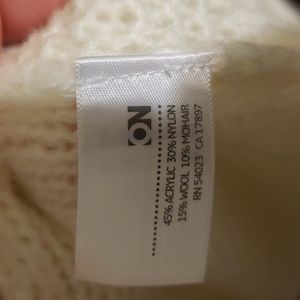 ON
45% ACRYLIC 30% NYLON
15% WOOL 10% MOHAIR
RN 54023 CA 17897